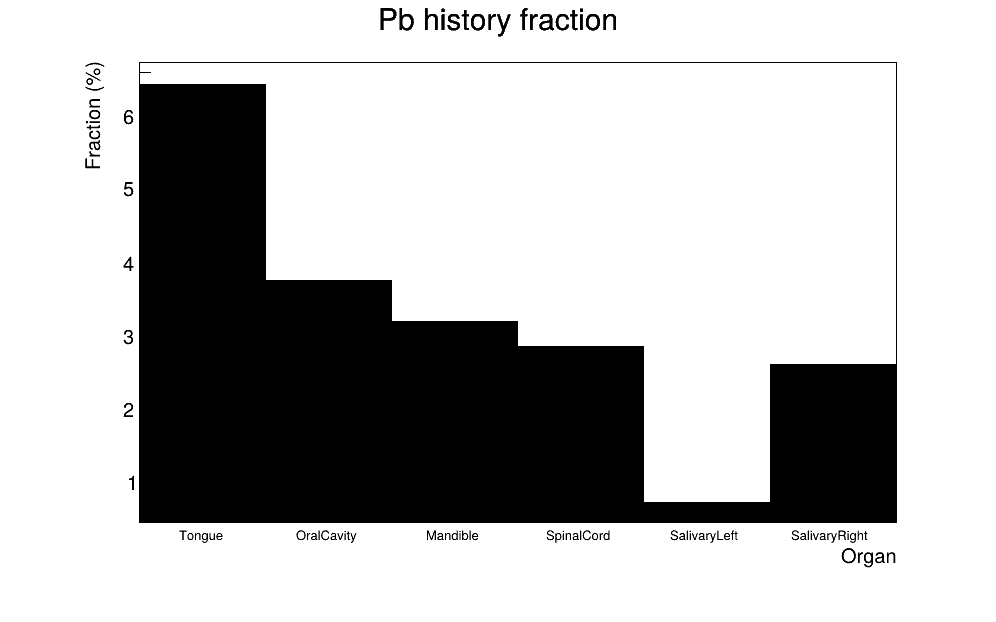 Pb history fraction
Fraction (%)
6
5
4
3
2
1
Tongue OralCavity Mandible SpinalCord SalivaryLeft SalivaryRight
Organ